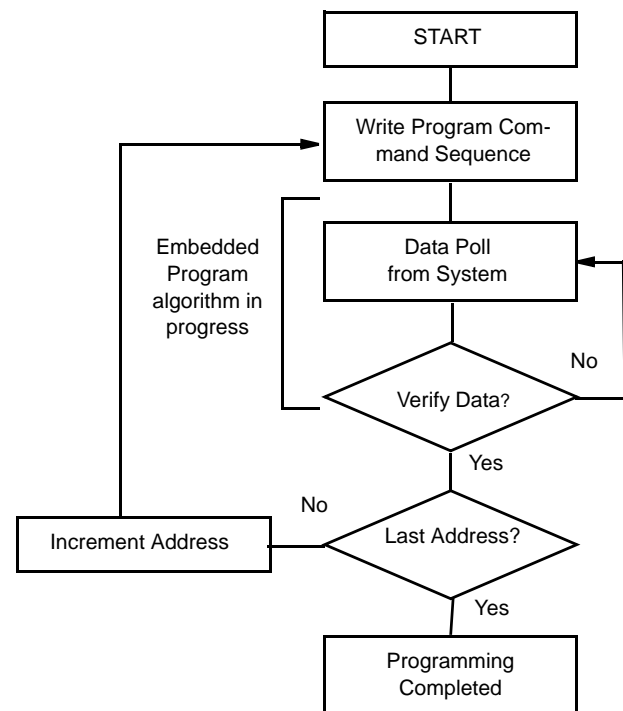 START
Write Program Com-
mand Sequence
Data Poll
from System
Embedded
Program
algorithm in
progress
No
Verify Data?
Yes
No
Increment Address
Last Address?
Yes
Programming
Completed